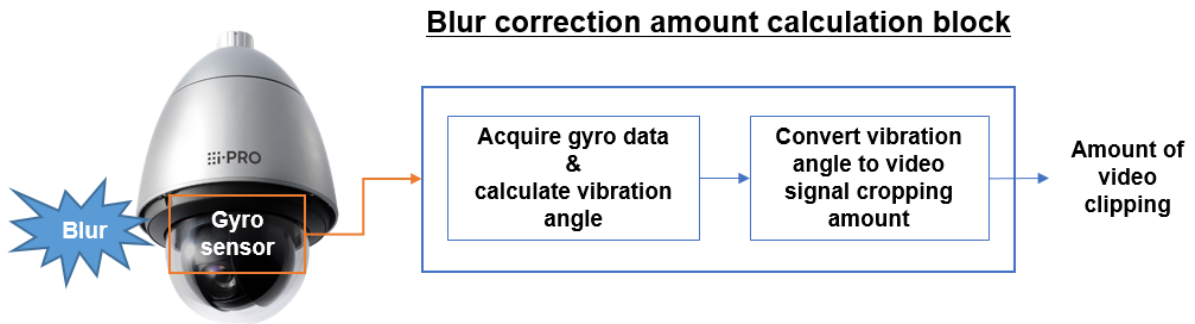 Blur correction amount calculation block
i-PRO
Blur
Gyro
sensor
Acquire gyro data
&
calculate vibration
angle
Convert vibration
angle to video
signal cropping
amount
Amount of
video
clipping